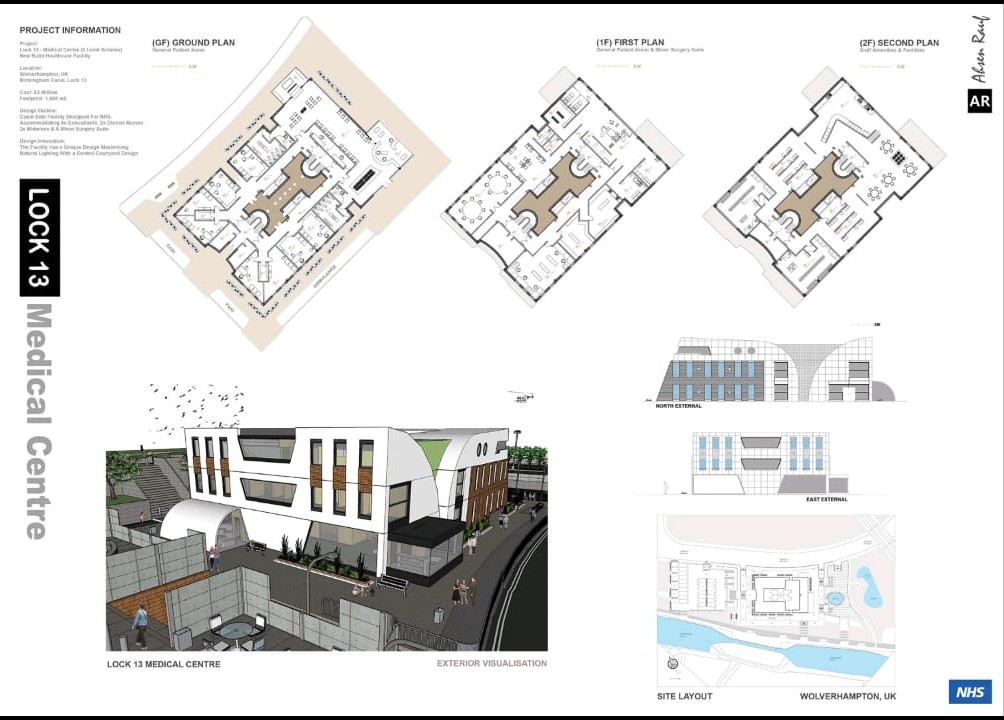 PROJECT INFORMATION
Project:
Lock 13 - Medical Centre (3 Level Scheme)
New Build Healthcare Facility
Location:
Wolverhampton, UK
Birmingham Canal, Lock 13
Footprint: 1,800 m2
Design Outline:
Canal-Side Facility Designed For NHS,
Accommodating 4x Consultants, 2x District Nurses,
2x Midwives & A Minor Surgery Suite
Design Innovation:
The Facility Has a Unique Design Maximising
Natural Lighting With a Central Courtyard Design
(GF) GROUND PLAN
General Patient Areas
(1F) FIRST PLAN
General Patient Areas & Minor Surgery Suite
(2F) SECOND PLAN
Staff Amenities & Facilities
Ahsen Rauf
AR
LOCK 13
Medical Centre
TAXI
TAXI
AMBULANCE
NORTH EXTERNAL
EAST EXTERNAL
LOCK 13 MEDICAL CENTRE
EXTERIOR VISUALISATION
SITE LAYOUT
WOLVERHAMPTON, UK
NHS